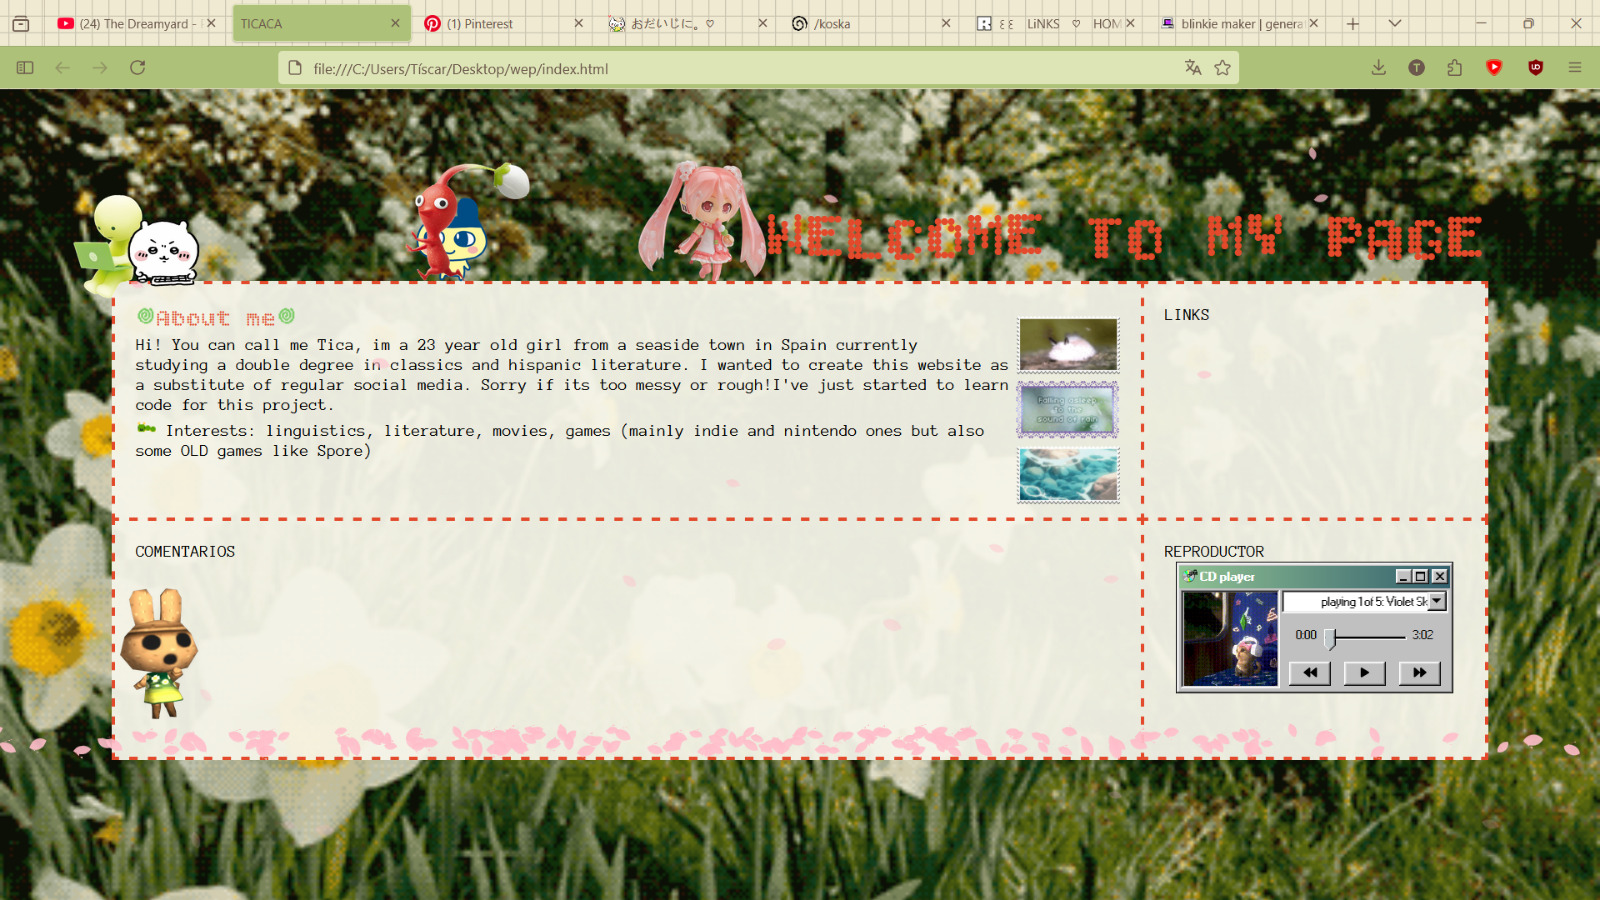 (24) The Dreamyard -
TICACA
(1) Pinterest
おだいじに。♡
/koska
꒰꒰ LiNKS ♡ HOM
blinkie maker | genera
file:///C:/Users/Tíscar/Desktop/wep/index.html
T
WELCOME TO MY PAGE
About me
Hi! You can call me Tica, im a 23 year old girl from a seaside town in Spain currently
studying a double degree in classics and hispanic literature. I wanted to create this website as
a substitute of regular social media. Sorry if its too messy or rough!I've just started to learn
code for this project.
Interests: linguistics, literature, movies, games (mainly indie and nintendo ones but also
some OLD games like Spore)
Falling asleep
to the
sound of rain
LINKS
COMENTARIOS
REPRODUCTOR
CD player
playing 1 of 5: Violet Sk
0:00
3:02